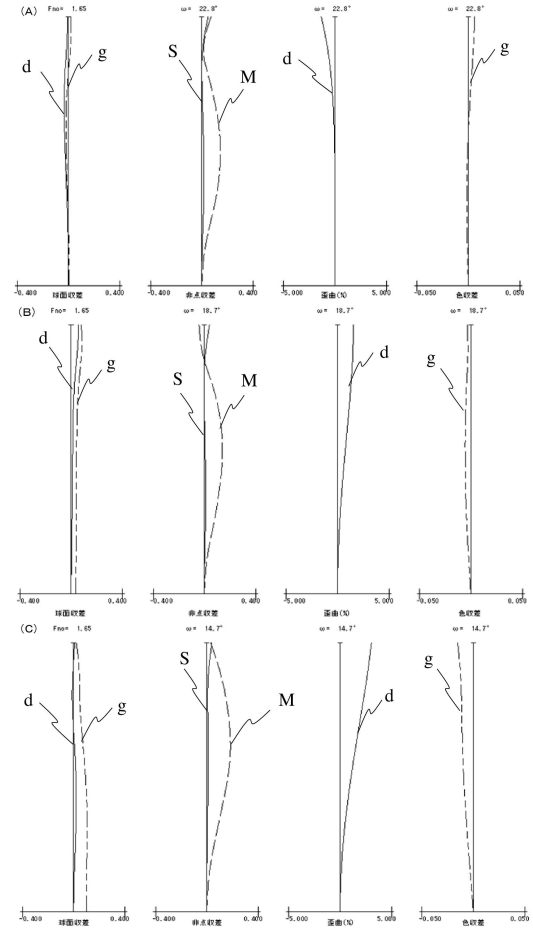 (A) Fno= 1.65 ω= 22.8° ω= 22.8° ω= 22.8°
d g S M d g
-0.400 0.400 -0.400 0.400 -5.000 5.000 -0.050 0.050
球面収差 非点収差 歪曲(%) 色収差
(B) Fno= 1.65 ω= 18.7° ω= 18.7° ω= 18.7°
d g S M d g
-0.400 0.400 -0.400 0.400 -5.000 5.000 -0.050 0.050
球面収差 非点収差 歪曲(%) 色収差
(C) Fno= 1.65 ω= 14.7° ω= 14.7° ω= 14.7°
d g S M d g
-0.400 0.400 -0.400 0.400 -5.000 5.000 -0.050 0.050
球面収差 非点収差 歪曲(%) 色収差